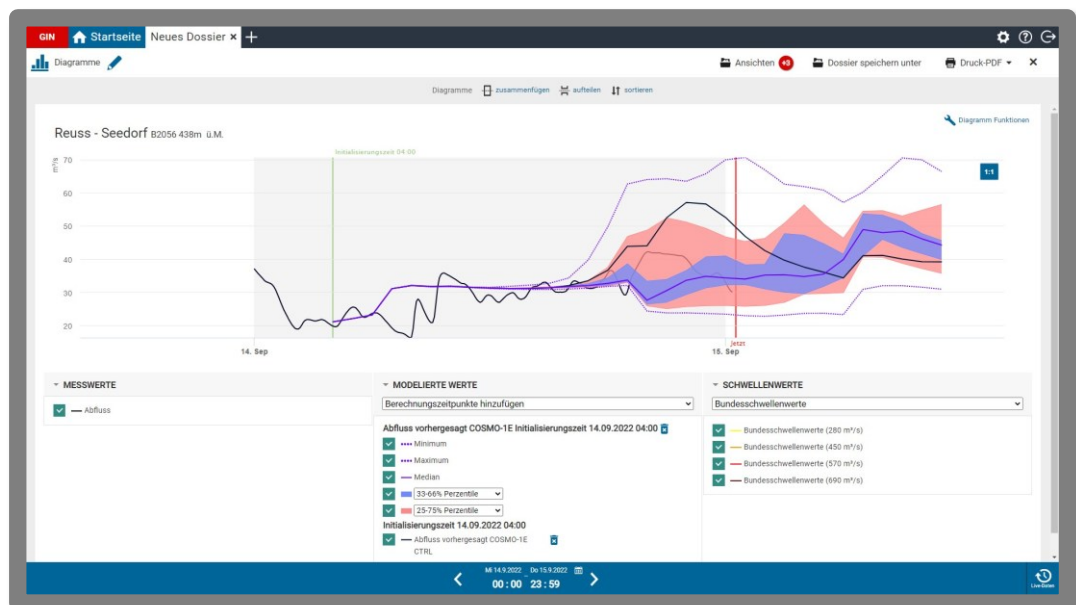 GIN Startseite Neues Dossier × +
Diagramme Ansichten +3 Dossier speichern unter Druck-PDF ×
Diagramme zusammenfügen aufteilen sortieren
Diagramm Funktionen
Reuss - Seedorf B2056 438m ü.M.
Initialisierungszeit 04:00
m³/s
70
1:1
60
50
40
30
20
Jetzt
14. Sep 15. Sep
MESSWERTE
Abfluss
MODELIERTE WERTE
Berechnungszeitpunkte hinzufügen
Abfluss vorhergesagt COSMO-1E Initialisierungszeit 14.09.2022 04:00
Minimum
Maximum
Median
33-66% Perzentile
25-75% Perzentile
Initialisierungszeit 14.09.2022 04:00
Abfluss vorhergesagt COSMO-1E
CTRL
SCHWELLENWERTE
Bundesschwellenwerte
Bundesschwellenwerte (280 m³/s)
Bundesschwellenwerte (450 m³/s)
Bundesschwellenwerte (570 m³/s)
Bundesschwellenwerte (690 m³/s)
Mi 14.9.2022 _ Do 15.9.2022
00:00 23:59
Live-Daten